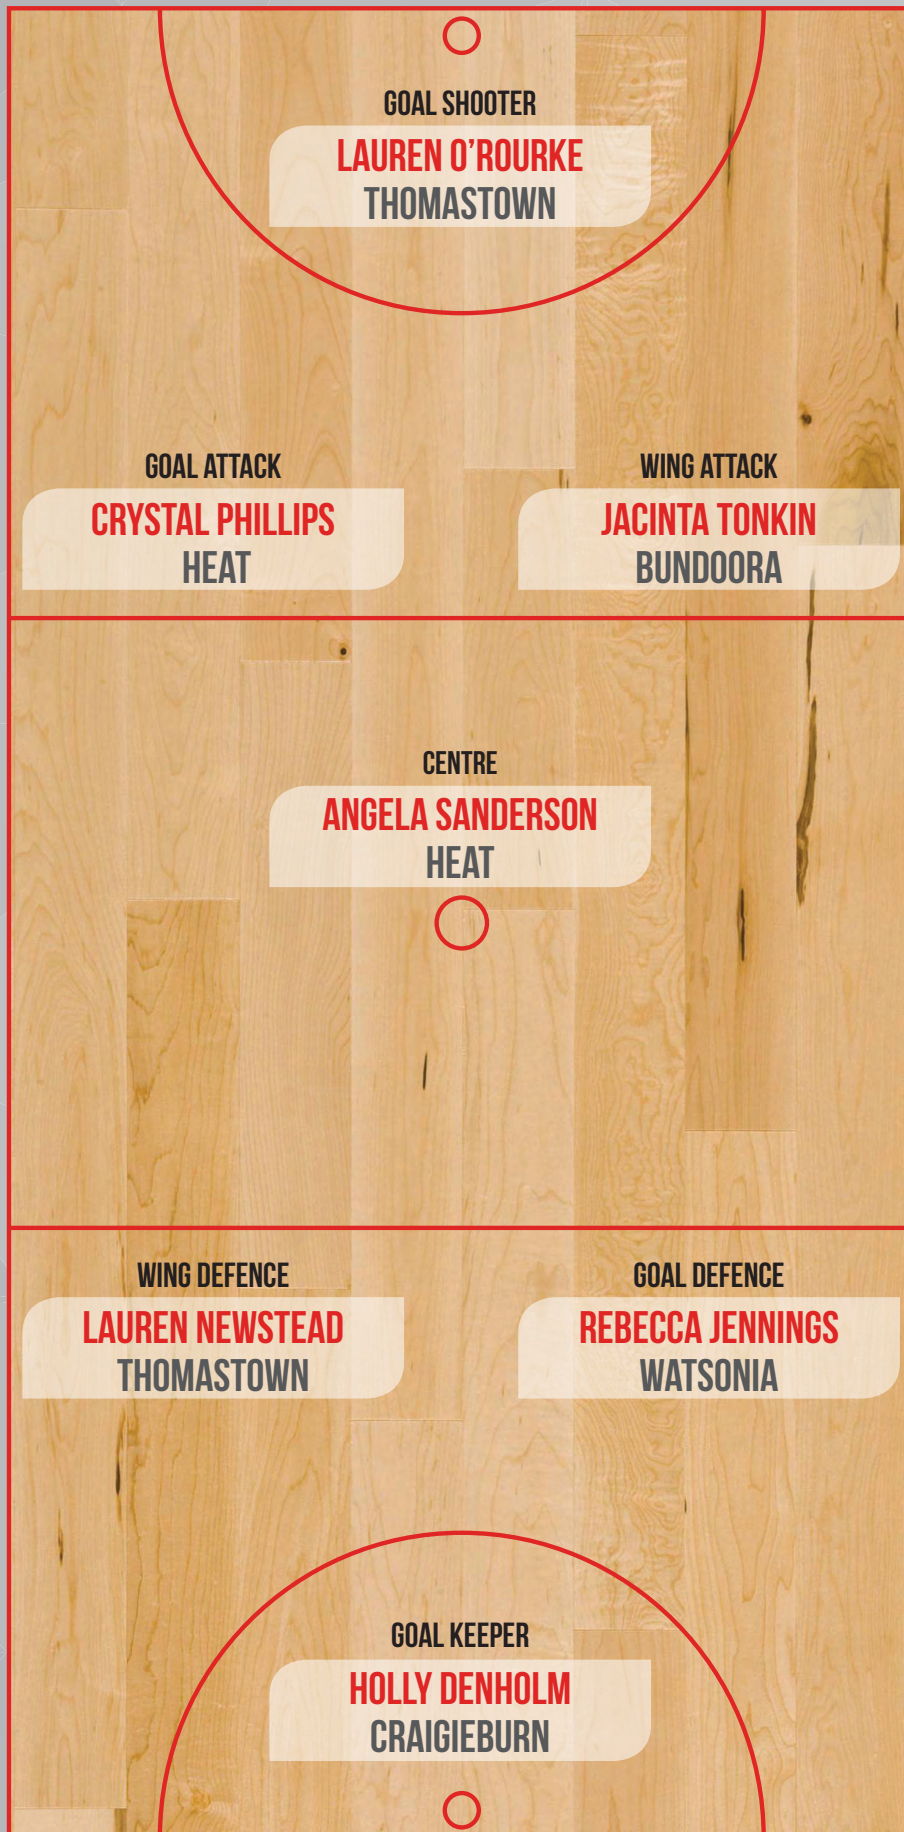 GOAL SHOOTER
LAUREN O'ROURKE
THOMASTOWN
GOAL ATTACK
CRYSTAL PHILLIPS
HEAT
WING ATTACK
JACINTA TONKIN
BUNDOORA
CENTRE
ANGELA SANDERSON
HEAT
WING DEFENCE
LAUREN NEWSTEAD
THOMASTOWN
GOAL DEFENCE
REBECCA JENNINGS
WATSONIA
GOAL KEEPER
HOLLY DENHOLM
CRAIGIEBURN